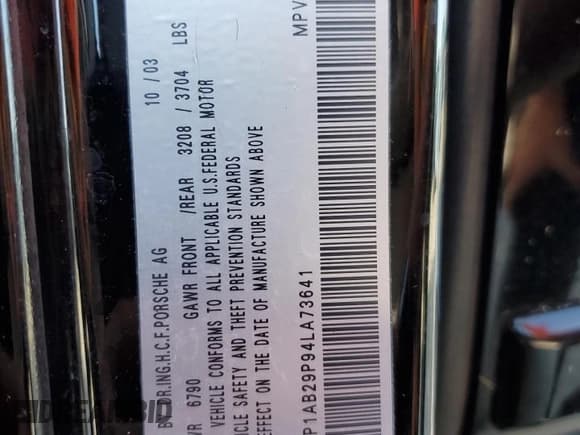 DR.ING.H.C.F.PORSCHE AG 10 / 03
6790 GAWR FRONT /REAR 3208 / 3704 LBS
VEHICLE CONFORMS TO ALL APPLICABLE U.S.FEDERAL MOTOR
ICLE SAFETY AND THEFT PREVENTION STANDARDS
EFFECT ON THE DATE OF MANUFACTURE SHOWN ABOVE
P1AB29P94LA73641 MPV